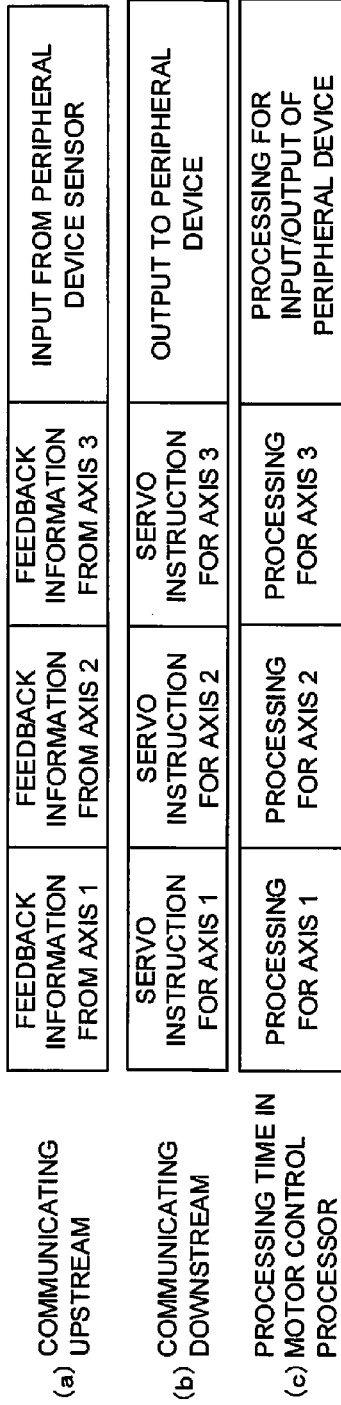 (a) COMMUNICATING
UPSTREAM
FEEDBACK
INFORMATION
FROM AXIS 1
FEEDBACK
INFORMATION
FROM AXIS 2
FEEDBACK
INFORMATION
FROM AXIS 3
INPUT FROM PERIPHERAL
DEVICE SENSOR
(b) COMMUNICATING
DOWNSTREAM
SERVO
INSTRUCTION
FOR AXIS 1
SERVO
INSTRUCTION
FOR AXIS 2
SERVO
INSTRUCTION
FOR AXIS 3
OUTPUT TO PERIPHERAL
DEVICE
PROCESSING TIME IN
(c) MOTOR CONTROL
PROCESSOR
PROCESSING
FOR AXIS 1
PROCESSING
FOR AXIS 2
PROCESSING
FOR AXIS 3
PROCESSING FOR
INPUT/OUTPUT OF
PERIPHERAL DEVICE